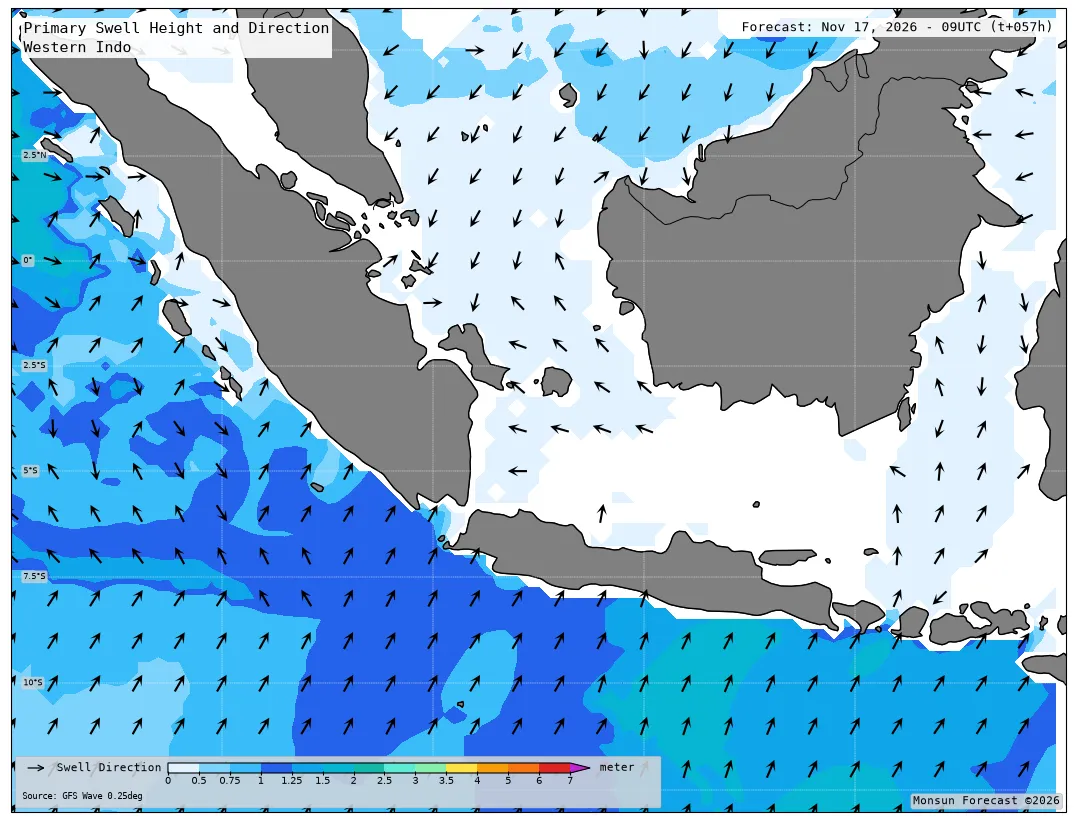 Primary Swell Height and Direction
Western Indo
Forecast: Nov 17, 2026 - 09UTC (t+057h)
2.5°N
0°
2.5°S
5°S
7.5°S
10°S
Swell Direction
0 0.5 0.75 1 1.25 1.5 2 2.5 3 3.5 4 5 6 7
meter
Source: GFS Wave 0.25deg
Monsun Forecast ©2026